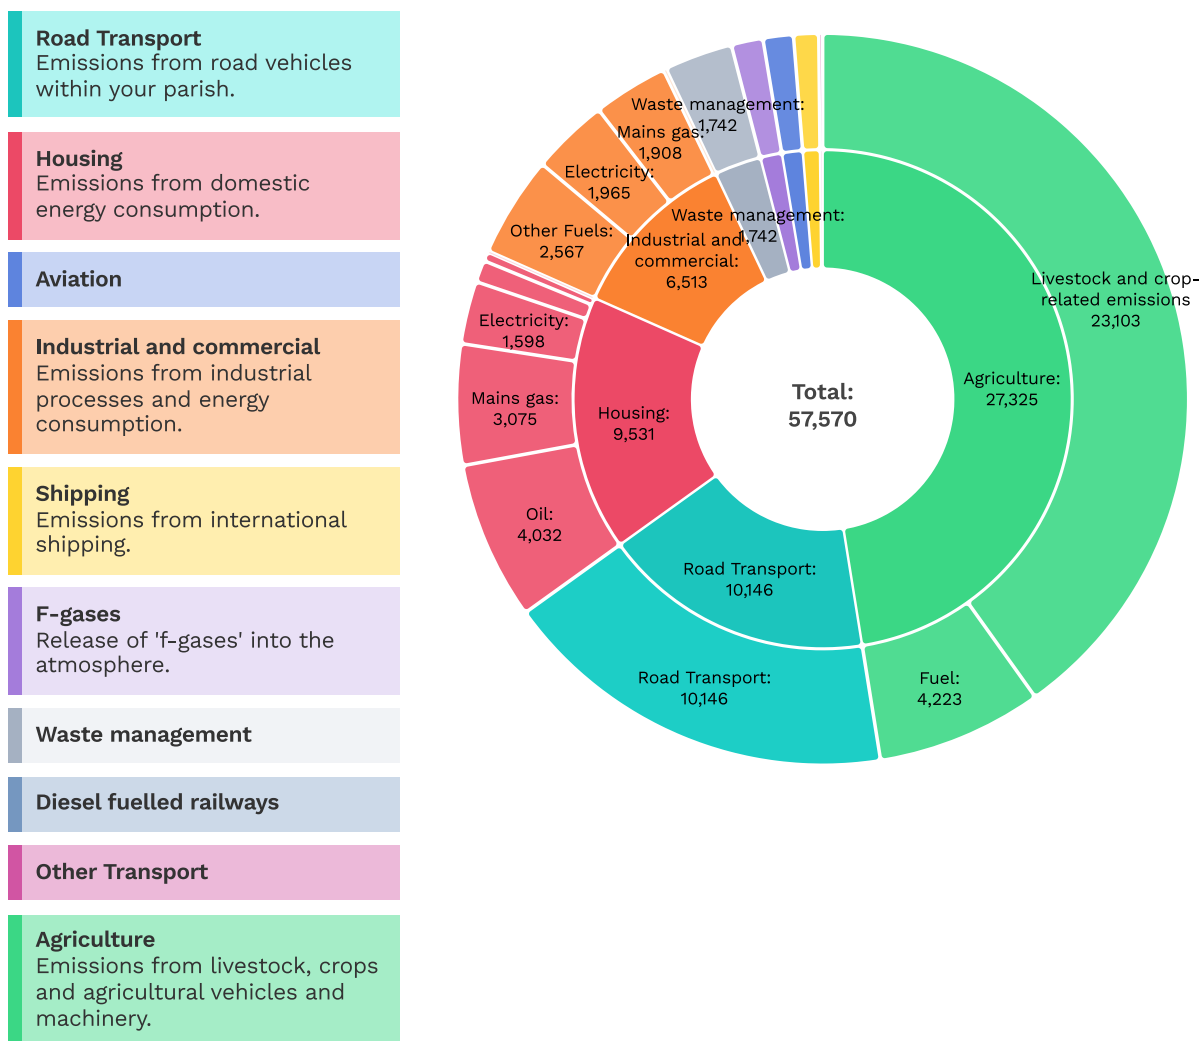 Road Transport
Emissions from road vehicles
within your parish.
Housing
Emissions from domestic
energy consumption.
Aviation
Industrial and commercial
Emissions from industrial
processes and energy
consumption.
Shipping
Emissions from international
shipping.
F-gases
Release of 'f-gases' into the
atmosphere.
Waste management
Diesel fuelled railways
Other Transport
Agriculture
Emissions from livestock, crops
and agricultural vehicles and
machinery.
Waste management:
1,742
Mains gas:
1,908
Electricity:
1,965
Other Fuels:
2,567
Waste management:
1,742
Industrial and
commercial:
6,513
Livestock and crop-
related emissions
23,103
Electricity:
1,598
Mains gas:
3,075
Housing:
9,531
Total:
57,570
Agriculture:
27,325
Oil:
4,032
Road Transport:
10,146
Road Transport:
10,146
Fuel:
4,223